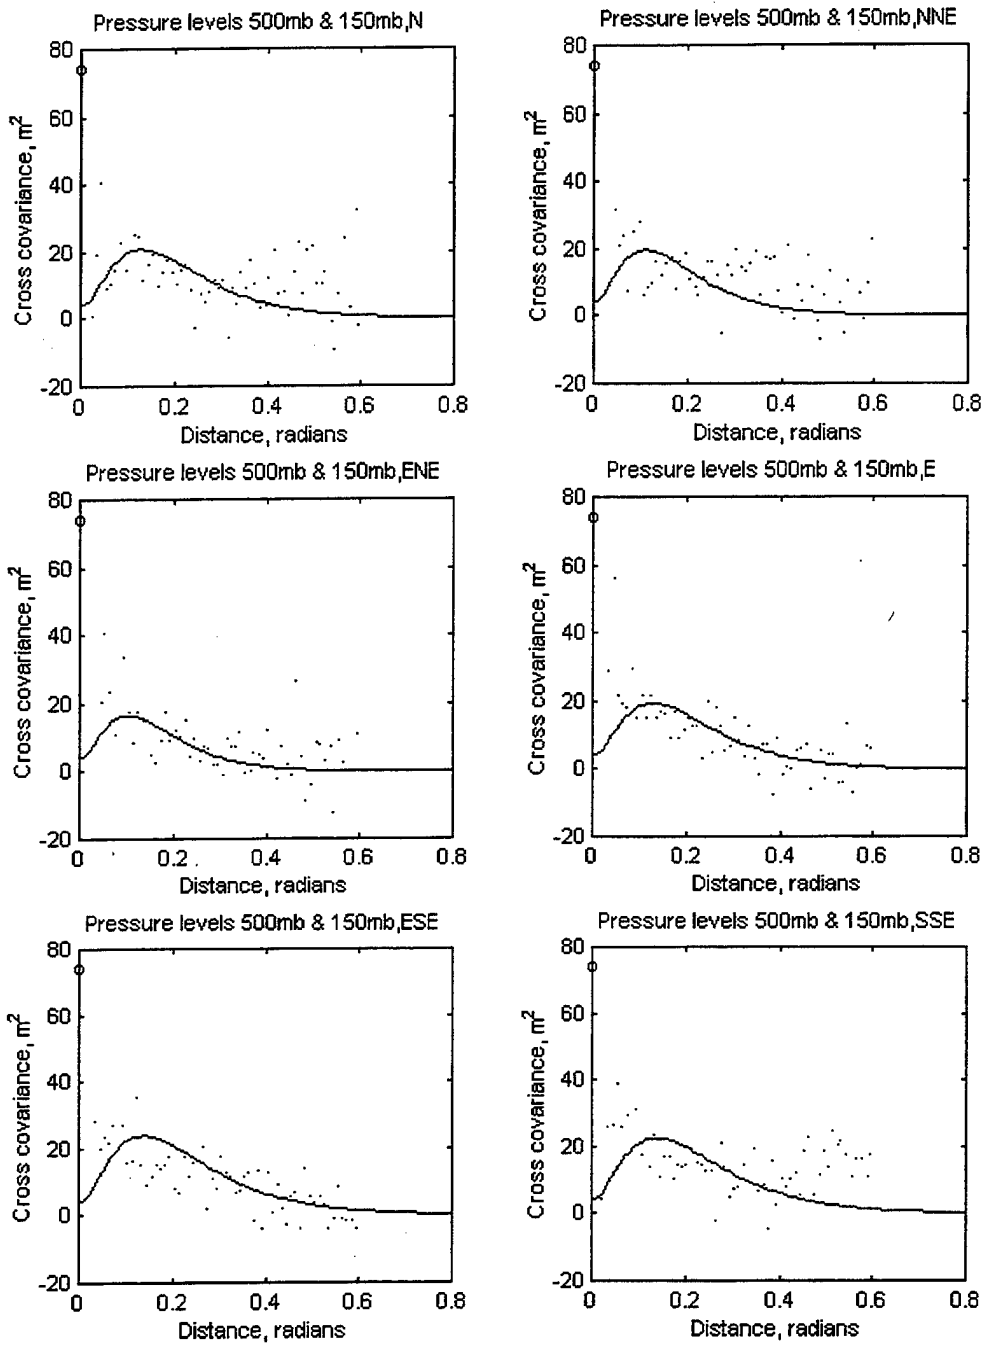 Pressure levels 500mb & 150mb,N
80
60
40
20
0
-20
Cross covariance, m²
0 0.2 0.4 0.6 0.8
Distance, radians
Pressure levels 500mb & 150mb,NNE
80
60
40
20
0
-20
Cross covariance, m²
0 0.2 0.4 0.6 0.8
Distance, radians
Pressure levels 500mb & 150mb,ENE
80
60
40
20
0
-20
Cross covariance, m²
0 0.2 0.4 0.6 0.8
Distance, radians
Pressure levels 500mb & 150mb,E
80
60
40
20
0
-20
Cross covariance, m²
0 0.2 0.4 0.6 0.8
Distance, radians
Pressure levels 500mb & 150mb,ESE
80
60
40
20
0
-20
Cross covariance, m²
0 0.2 0.4 0.6 0.8
Distance, radians
Pressure levels 500mb & 150mb,SSE
80
60
40
20
0
-20
Cross covariance, m²
0 0.2 0.4 0.6 0.8
Distance, radians